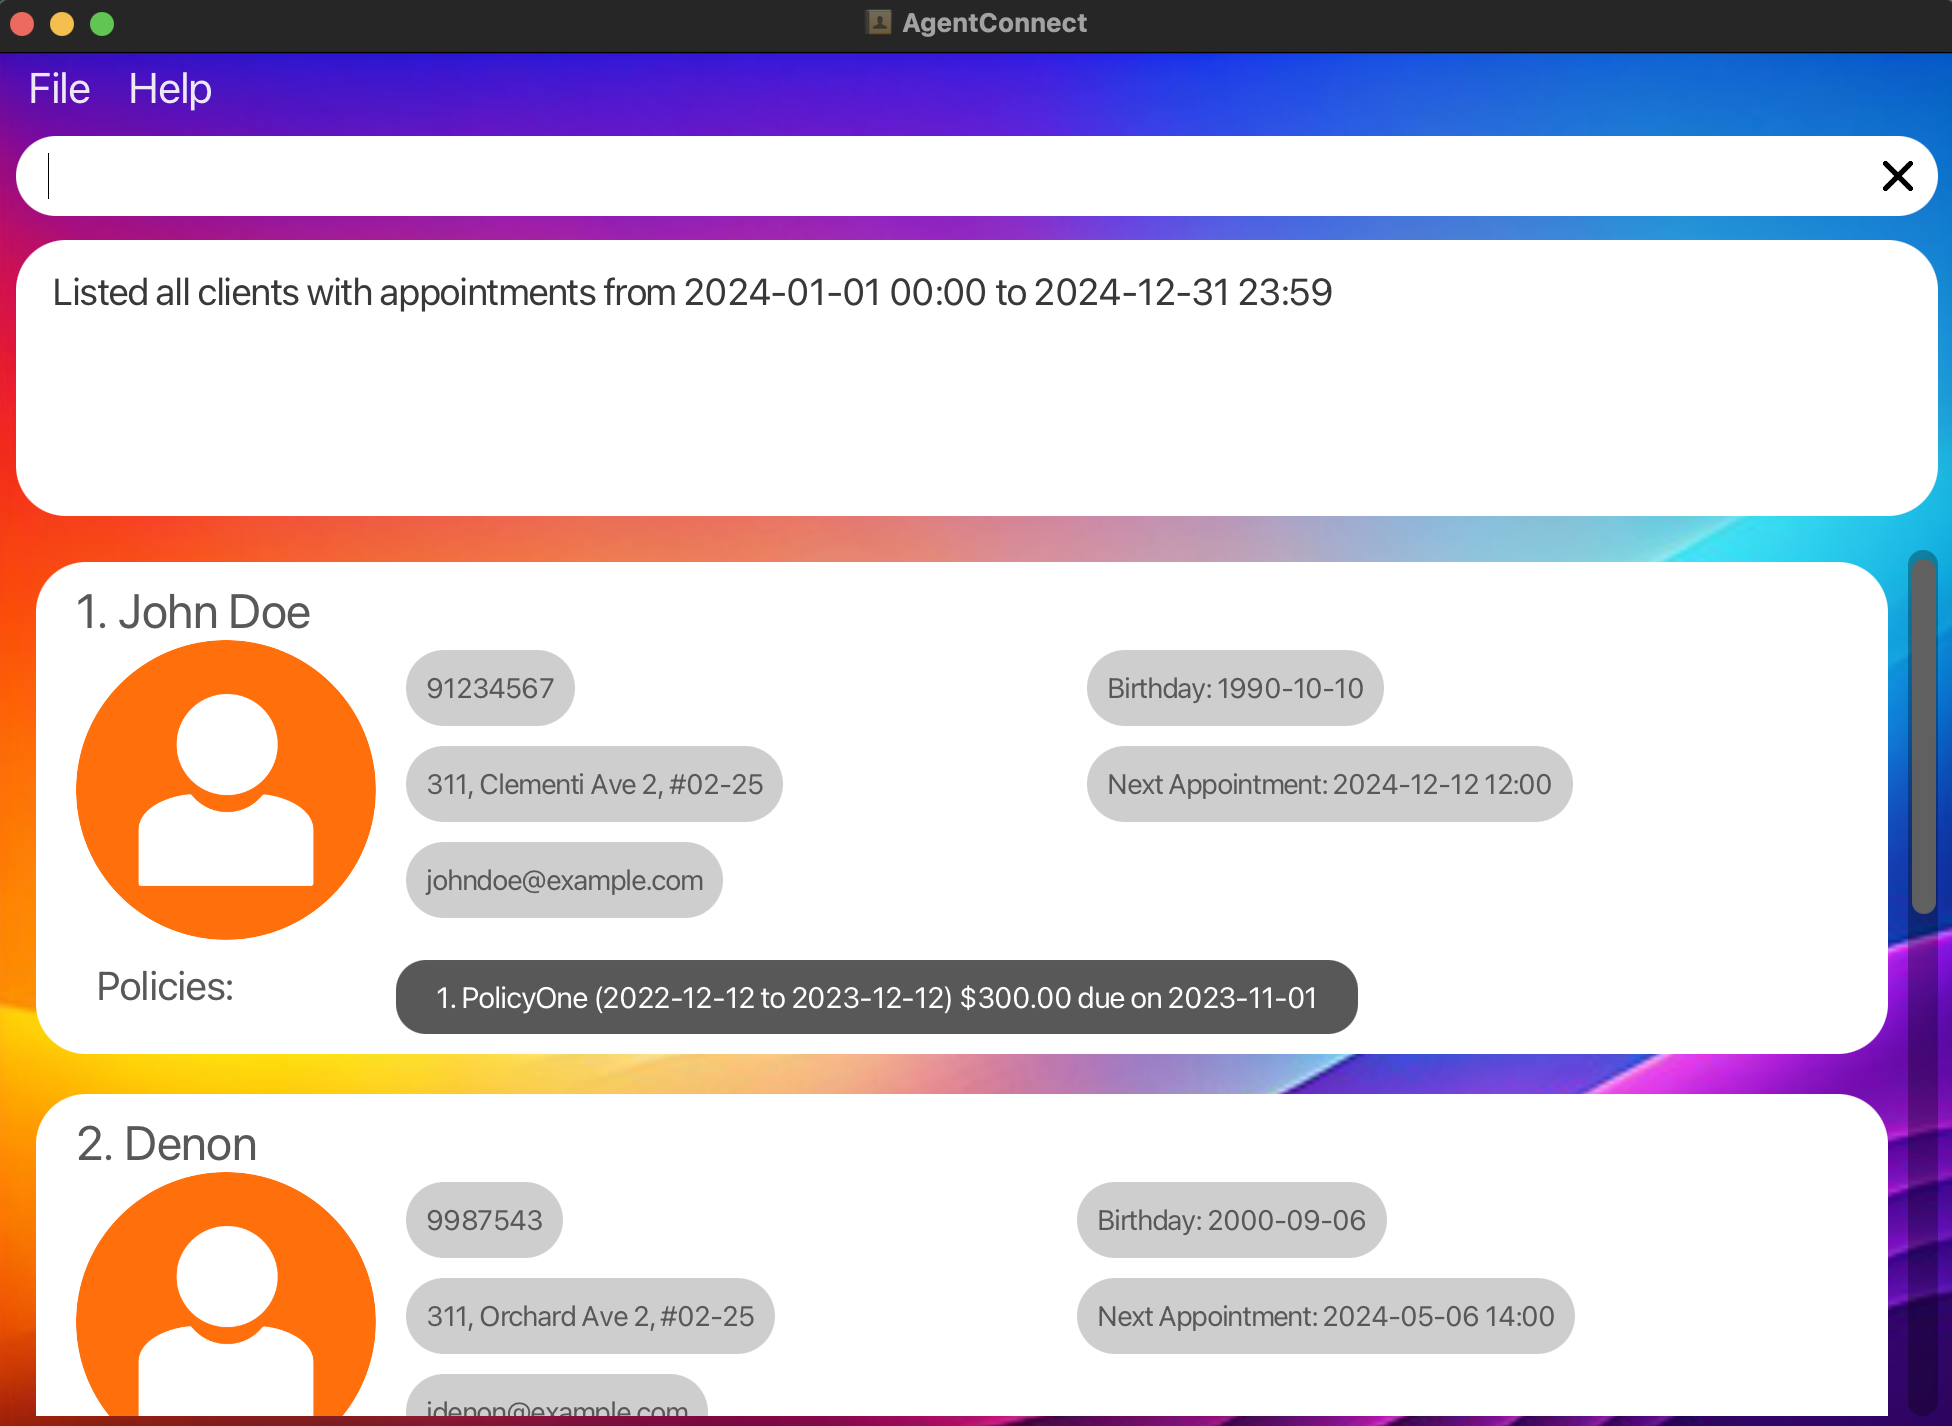 AgentConnect
File Help
Listed all clients with appointments from 2024-01-01 00:00 to 2024-12-31 23:59
1. John Doe
91234567
Birthday: 1990-10-10
311, Clementi Ave 2, #02-25
Next Appointment: 2024-12-12 12:00
johndoe@example.com
Policies:
1. PolicyOne (2022-12-12 to 2023-12-12) $300.00 due on 2023-11-01
2. Denon
9987543
Birthday: 2000-09-06
311, Orchard Ave 2, #02-25
Next Appointment: 2024-05-06 14:00